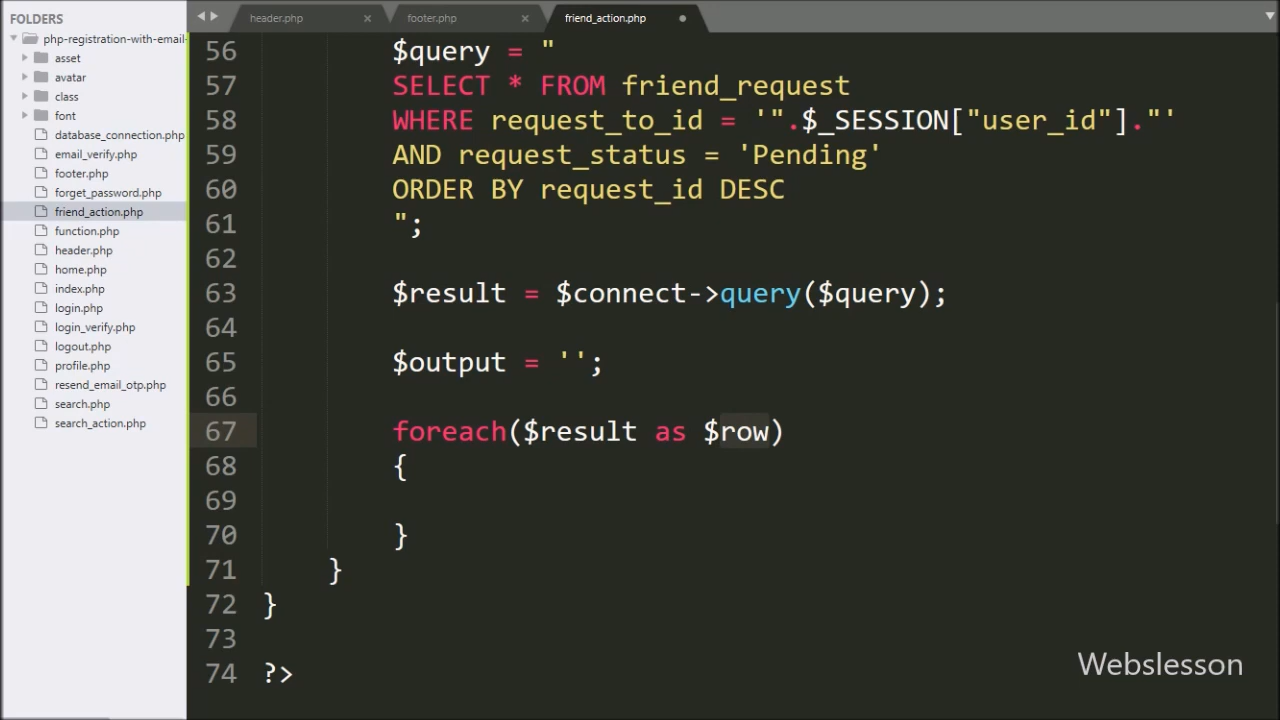 FOLDERS
php-registration-with-email-
asset
avatar
class
font
database_connection.php
email_verify.php
footer.php
forget_password.php
friend_action.php
function.php
header.php
home.php
index.php
login.php
login_verify.php
logout.php
profile.php
resend_email_otp.php
search.php
search_action.php
header.php
footer.php
friend_action.php
56 $query = "
57 SELECT * FROM friend_request
58 WHERE request_to_id = '".$_SESSION["user_id"]."'
59 AND request_status = 'Pending'
60 ORDER BY request_id DESC
61 ";
62
63 $result = $connect->query($query);
64
65 $output = '';
66
67 foreach($result as $row)
68 {
69
70 }
71 }
72 }
73
74 ?>
Webslesson